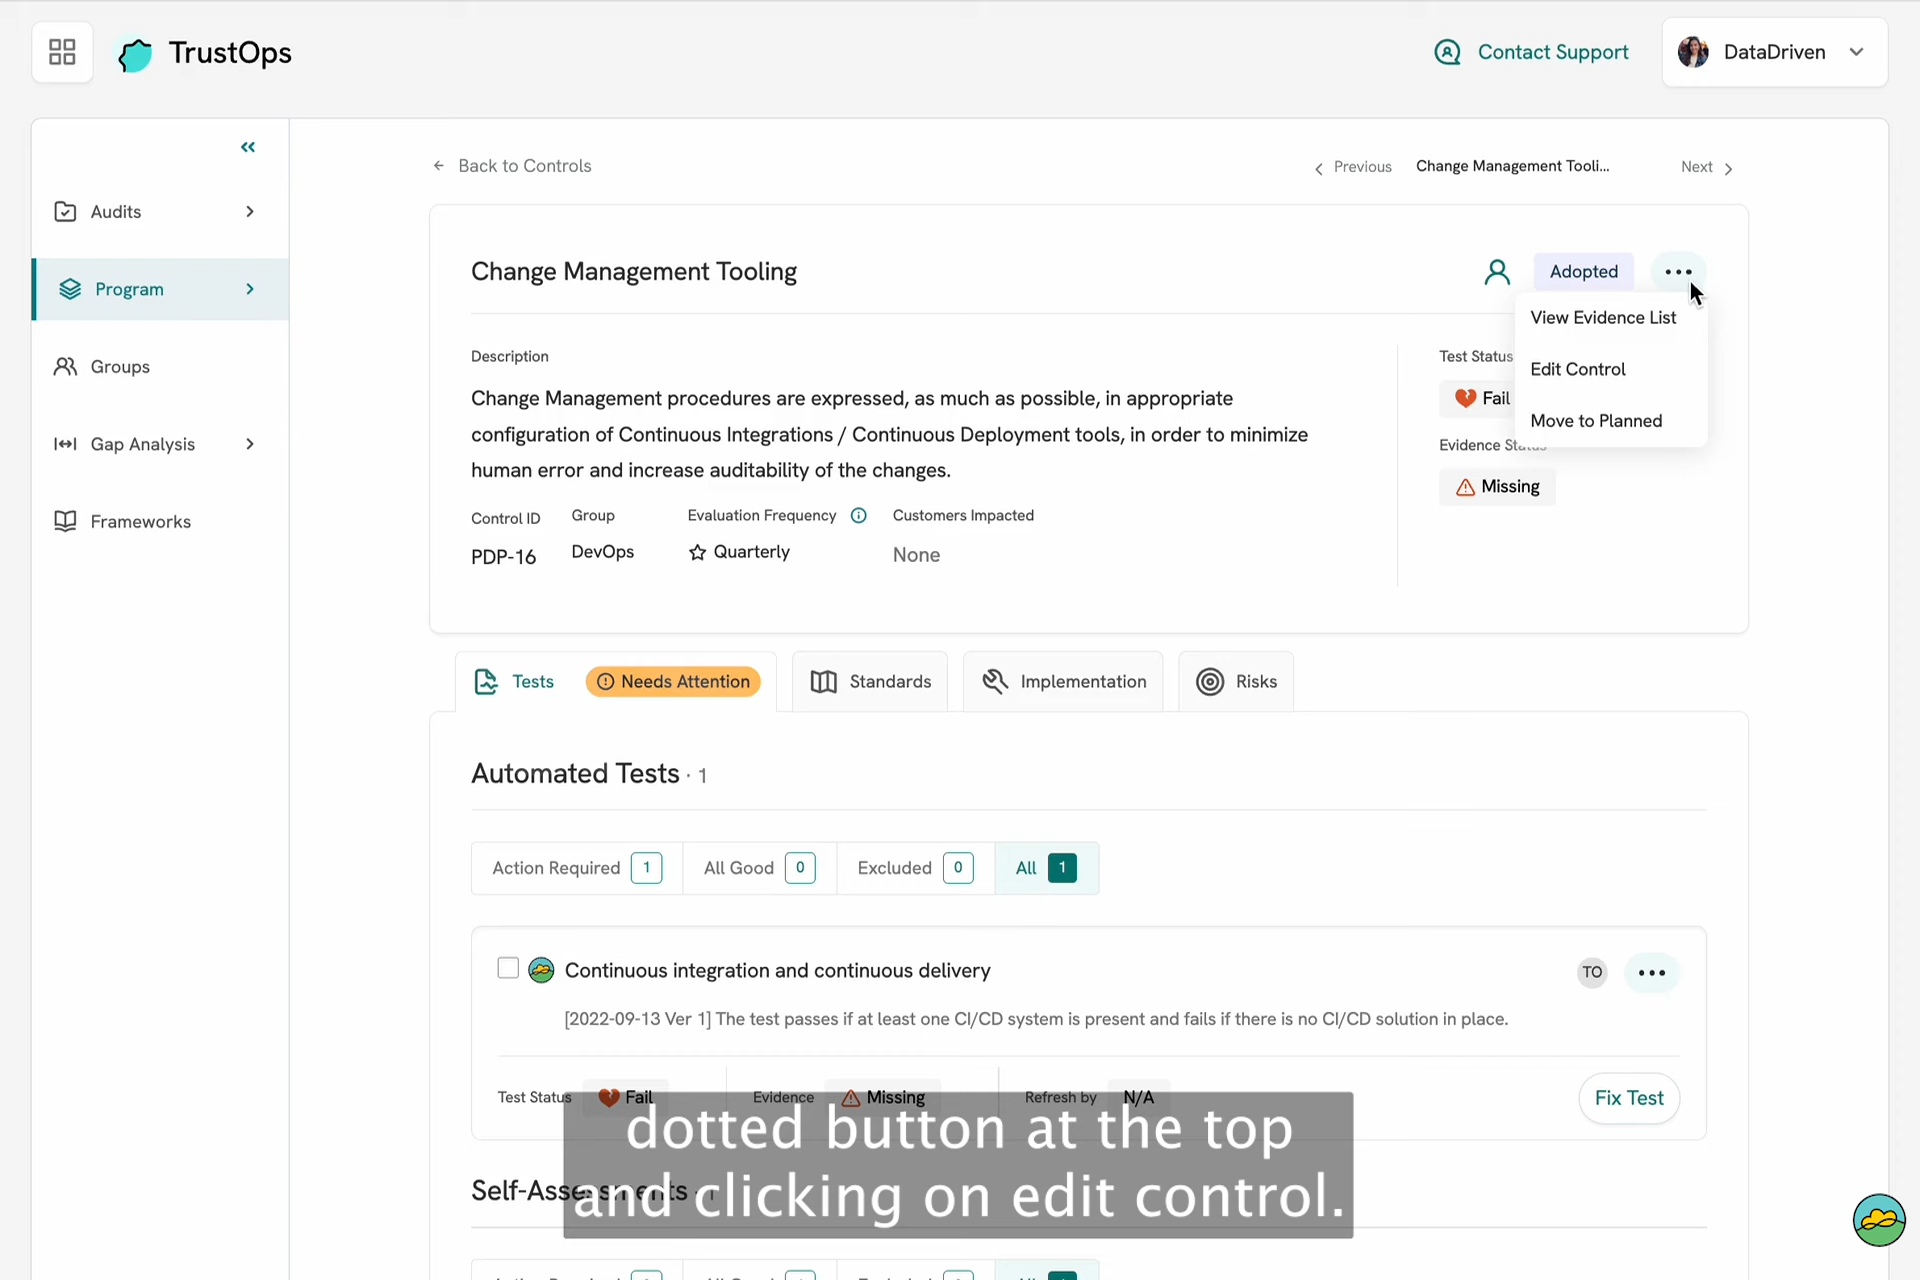 TrustOps
Contact Support
DataDriven
Audits
Program
Groups
Gap Analysis
Frameworks
Back to Controls
Previous
Change Management Tooli...
Next
Change Management Tooling
Adopted
View Evidence List
Edit Control
Move to Planned
Description
Change Management procedures are expressed, as much as possible, in appropriate
configuration of Continuous Integrations / Continuous Deployment tools, in order to minimize
human error and increase auditability of the changes.
Control ID
PDP-16
Group
DevOps
Evaluation Frequency
Quarterly
Customers Impacted
None
Test Status
Fail
Evidence Status
Missing
Tests
Needs Attention
Standards
Implementation
Risks
Automated Tests · 1
Action Required 1
All Good 0
Excluded 0
All 1
Continuous integration and continuous delivery
TO
[2022-09-13 Ver 1] The test passes if at least one CI/CD system is present and fails if there is no CI/CD solution in place.
Test Status Fail
Evidence Missing
Refresh by N/A
Fix Test
Self-Assessments
dotted button at the top
and clicking on edit control.